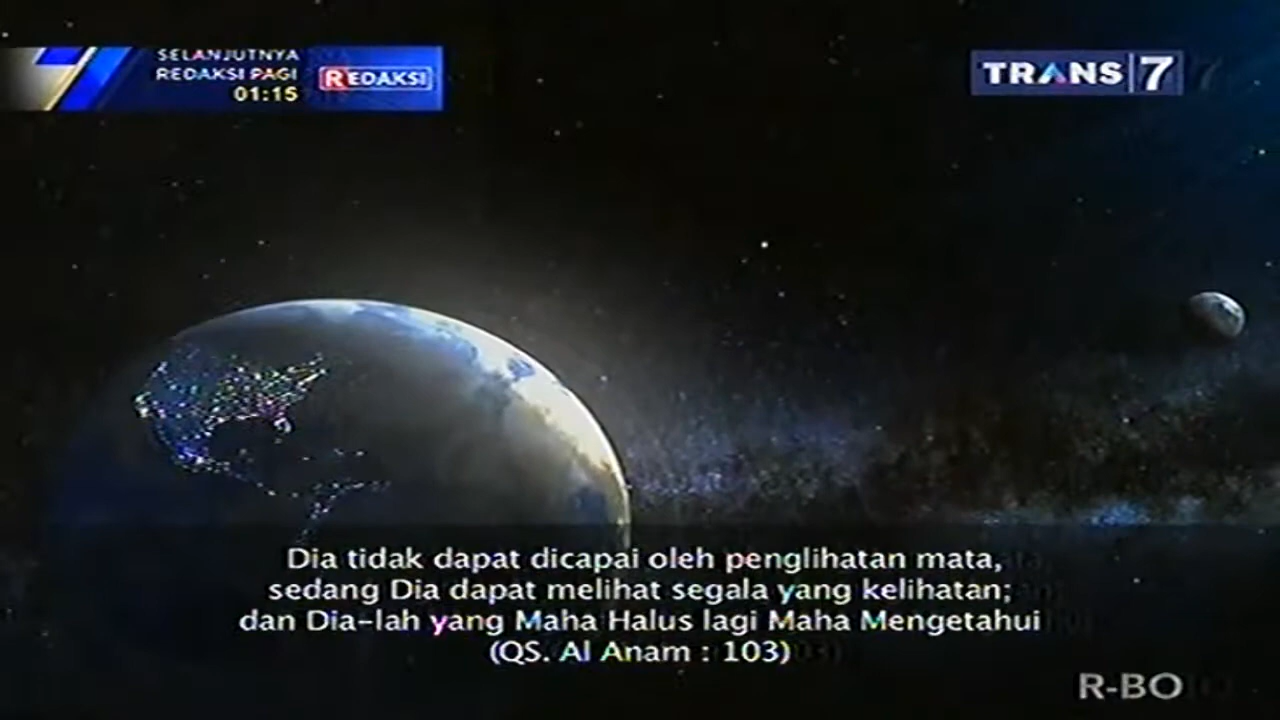 SELANJUTNYA
REDAKSI PAGI
01:15
REDAKSI
TRANS 7
Dia tidak dapat dicapai oleh penglihatan mata,
sedang Dia dapat melihat segala yang kelihatan;
dan Dia-lah yang Maha Halus lagi Maha Mengetahui
(QS. Al Anam : 103)
R-BO